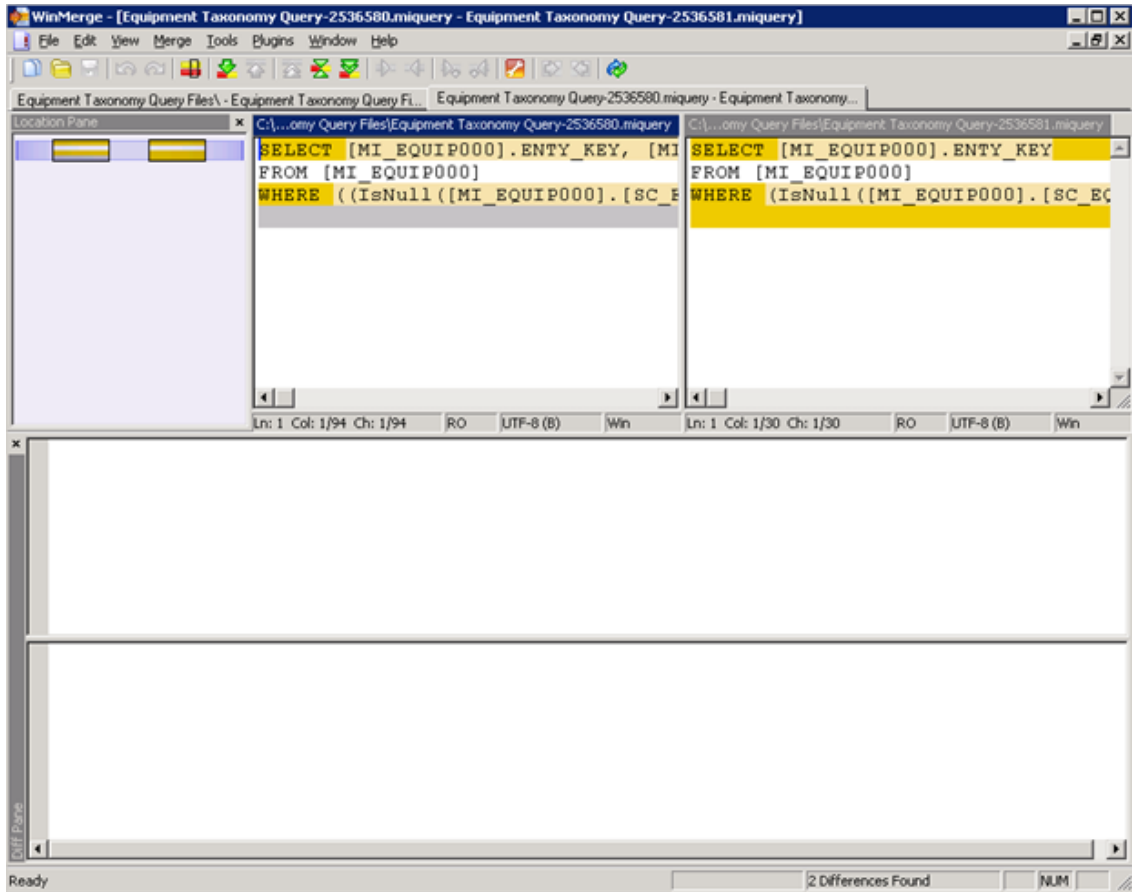 WinMerge - [Equipment Taxonomy Query-2536580.miquery - Equipment Taxonomy Query-2536581.miquery]
File Edit View Merge Tools Plugins Window Help
Equipment Taxonomy Query Files\ - Equipment Taxonomy Query Fi...
Equipment Taxonomy Query-2536580.miquery - Equipment Taxonomy...
Location Pane
C:\...omy Query Files\Equipment Taxonomy Query-2536580.miquery
SELECT [MI_EQUIP000].ENTY_KEY, [MI
FROM [MI_EQUIP000]
WHERE ((IsNull([MI_EQUIP000].[SC_E
Ln: 1 Col: 1/94 Ch: 1/94 RO UTF-8 (B) Win
C:\...omy Query Files\Equipment Taxonomy Query-2536581.miquery
SELECT [MI_EQUIP000].ENTY_KEY
FROM [MI_EQUIP000]
WHERE (IsNull([MI_EQUIP000].[SC_EQ
Ln: 1 Col: 1/30 Ch: 1/30 RO UTF-8 (B) Win
Diff Pane
Ready 2 Differences Found NUM